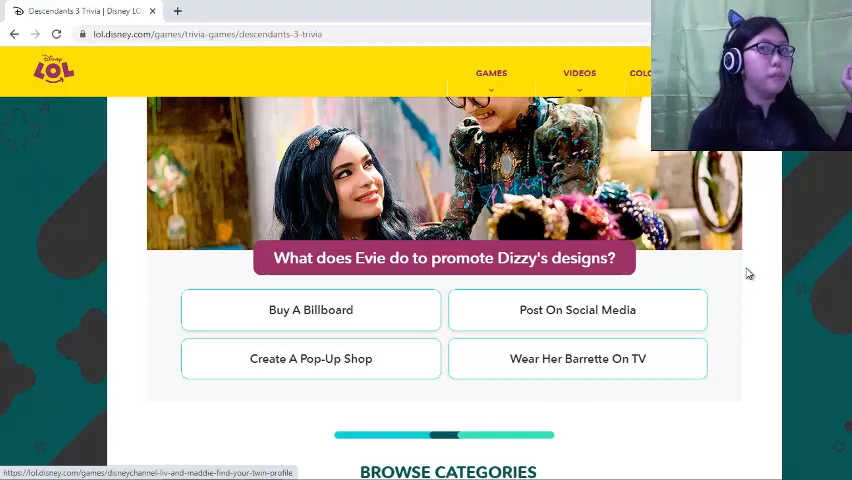 Descendants 3 Trivia | Disney LO
lol.disney.com/games/trivia-games/descendants-3-trivia
Disney
LOL
GAMES
VIDEOS
COLO
What does Evie do to promote Dizzy's designs?
Buy A Billboard
Post On Social Media
Create A Pop-Up Shop
Wear Her Barrette On TV
https://lol.disney.com/games/disneychannel-liv-and-maddie-find-your-twin-profile
BROWSE CATEGORIES